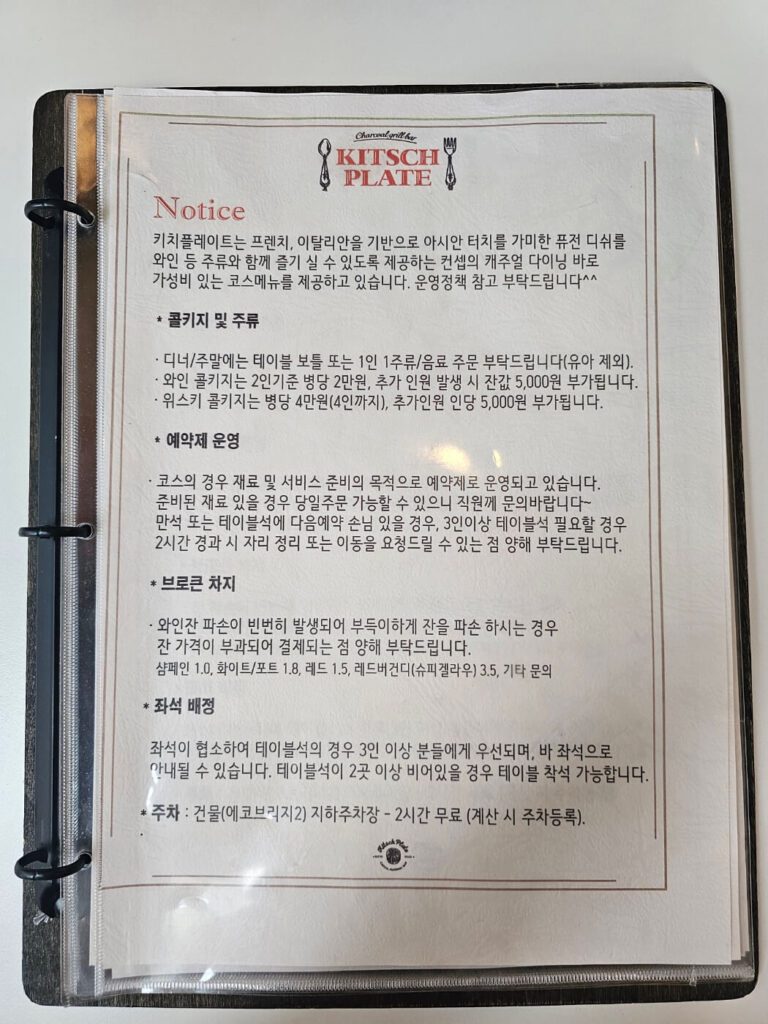 Charcoal grill bar
KITSCH
PLATE
Notice
키치플레이트는 프렌치, 이탈리안을 기반으로 아시안 터치를 가미한 퓨전 디쉬를
와인 등 주류와 함께 즐기 실 수 있도록 제공하는 컨셉의 캐주얼 다이닝 바로
가성비 있는 코스메뉴를 제공하고 있습니다. 운영정책 참고 부탁드립니다^^
* 콜키지 및 주류
· 디너/주말에는 테이블 보틀 또는 1인 1주류/음료 주문 부탁드립니다(유아 제외).
· 와인 콜키지는 2인기준 병당 2만원, 추가 인원 발생 시 잔값 5,000원 부가됩니다.
· 위스키 콜키지는 병당 4만원(4인까지), 추가인원 인당 5,000원 부가됩니다.
* 예약제 운영
· 코스의 경우 재료 및 서비스 준비의 목적으로 예약제로 운영되고 있습니다.
준비된 재료 있을 경우 당일주문 가능할 수 있으니 직원께 문의바랍니다~
만석 또는 테이블석에 다음예약 손님 있을 경우, 3인이상 테이블석 필요할 경우
2시간 경과 시 자리 정리 또는 이동을 요청드릴 수 있는 점 양해 부탁드립니다.
* 브로큰 차지
· 와인잔 파손이 빈번히 발생되어 부득이하게 잔을 파손 하시는 경우
잔 가격이 부과되어 결제되는 점 양해 부탁드립니다.
샴페인 1.0, 화이트/포트 1.8, 레드 1.5, 레드버건디(슈피겔라우) 3.5, 기타 문의
* 좌석 배정
좌석이 협소하여 테이블석의 경우 3인 이상 분들에게 우선되며, 바 좌석으로
안내될 수 있습니다. 테이블석이 2곳 이상 비어있을 경우 테이블 착석 가능합니다.
* 주차 : 건물(에코브리지2) 지하주차장 - 2시간 무료 (계산 시 주차등록).
Kitsch Plate